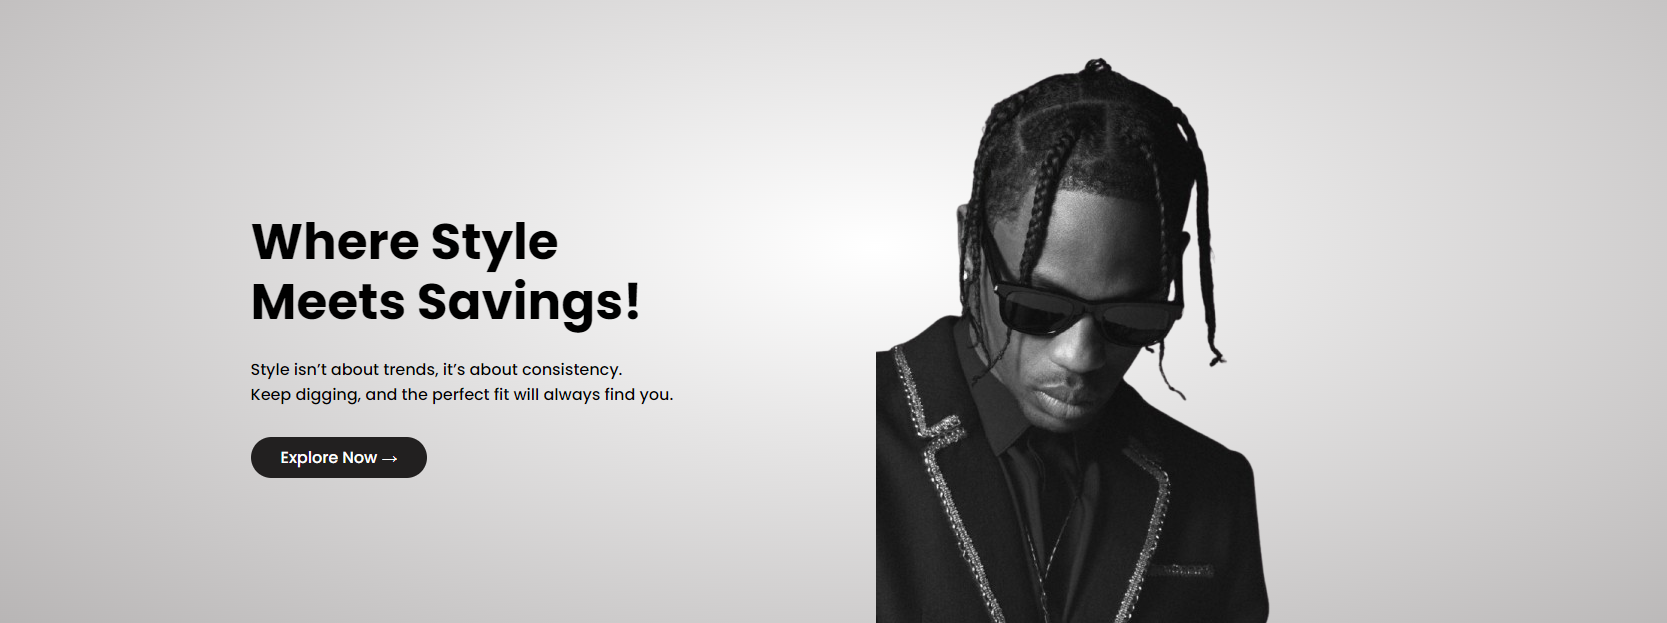 Where Style
Meets Savings!
Style isn’t about trends, it’s about consistency.
Keep digging, and the perfect fit will always find you.
Explore Now →